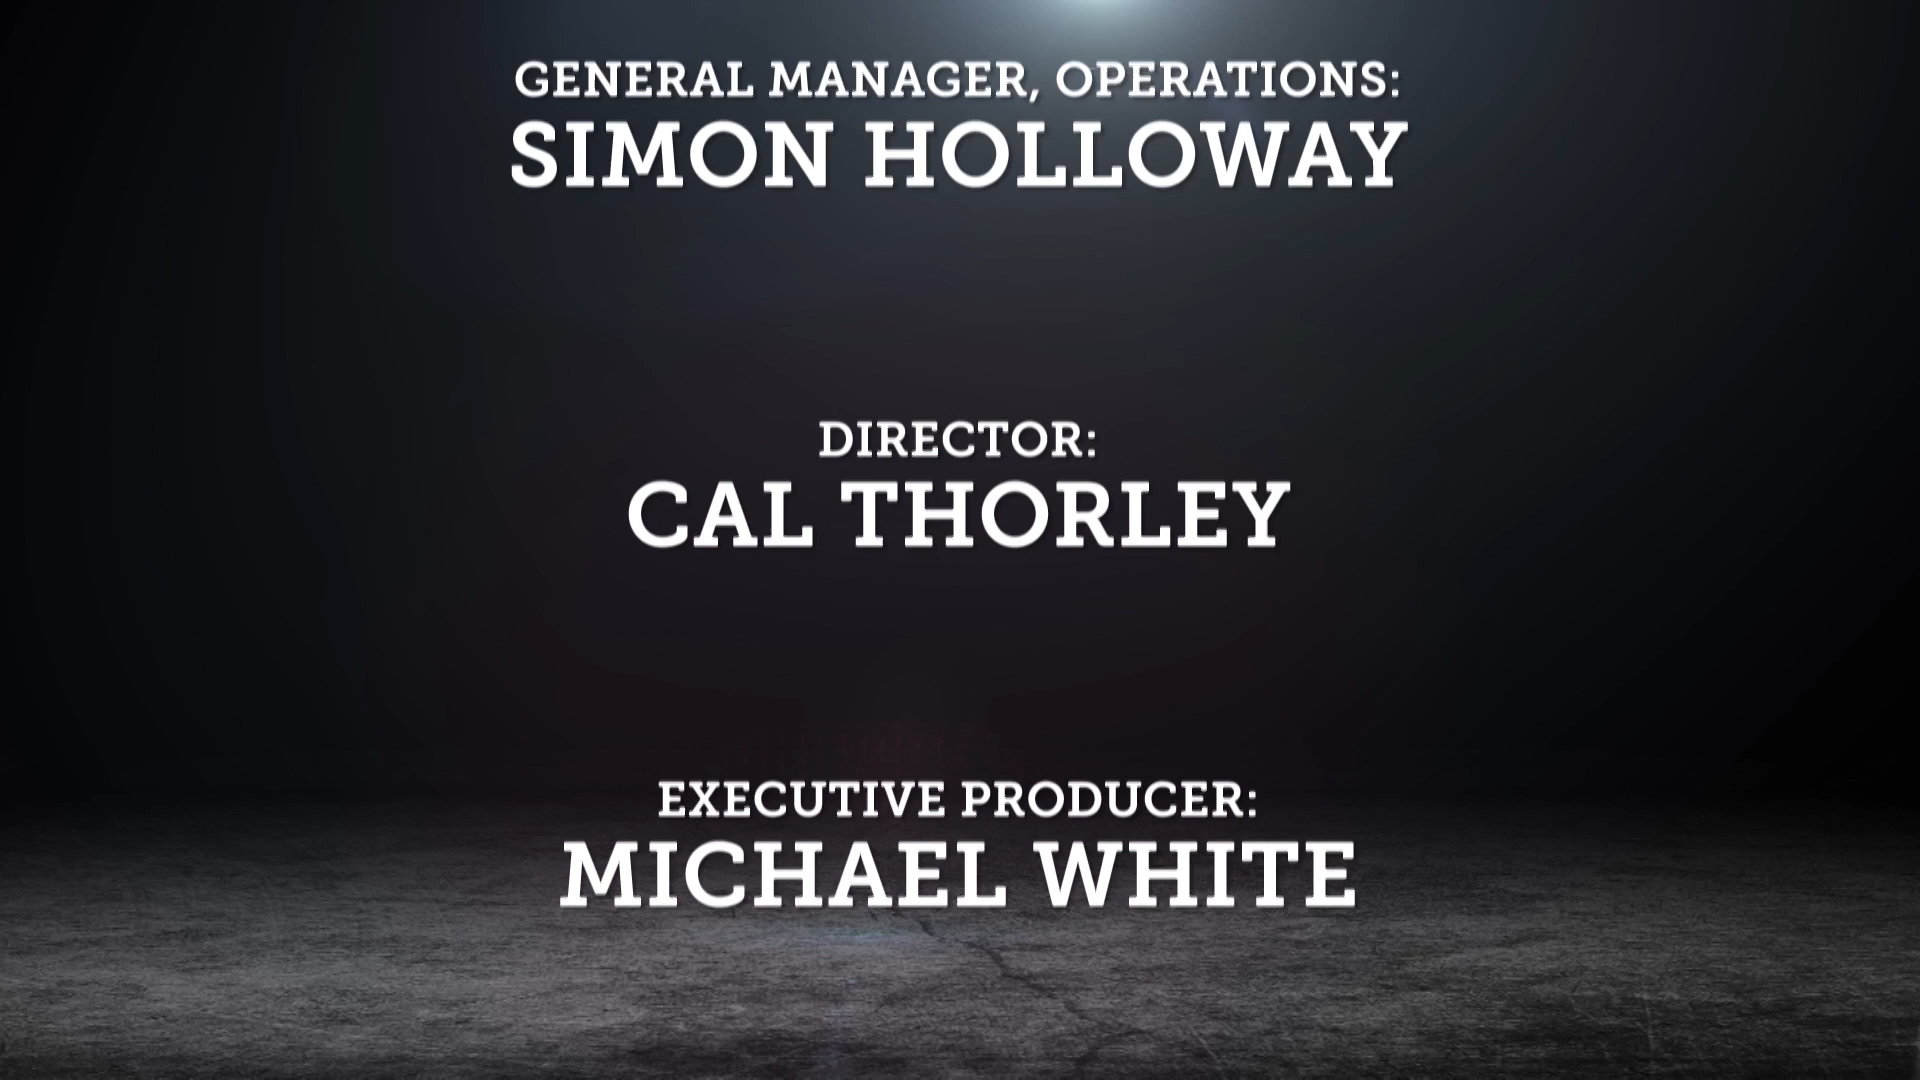 GENERAL MANAGER, OPERATIONS:
SIMON HOLLOWAY
DIRECTOR:
CAL THORLEY
EXECUTIVE PRODUCER:
MICHAEL WHITE